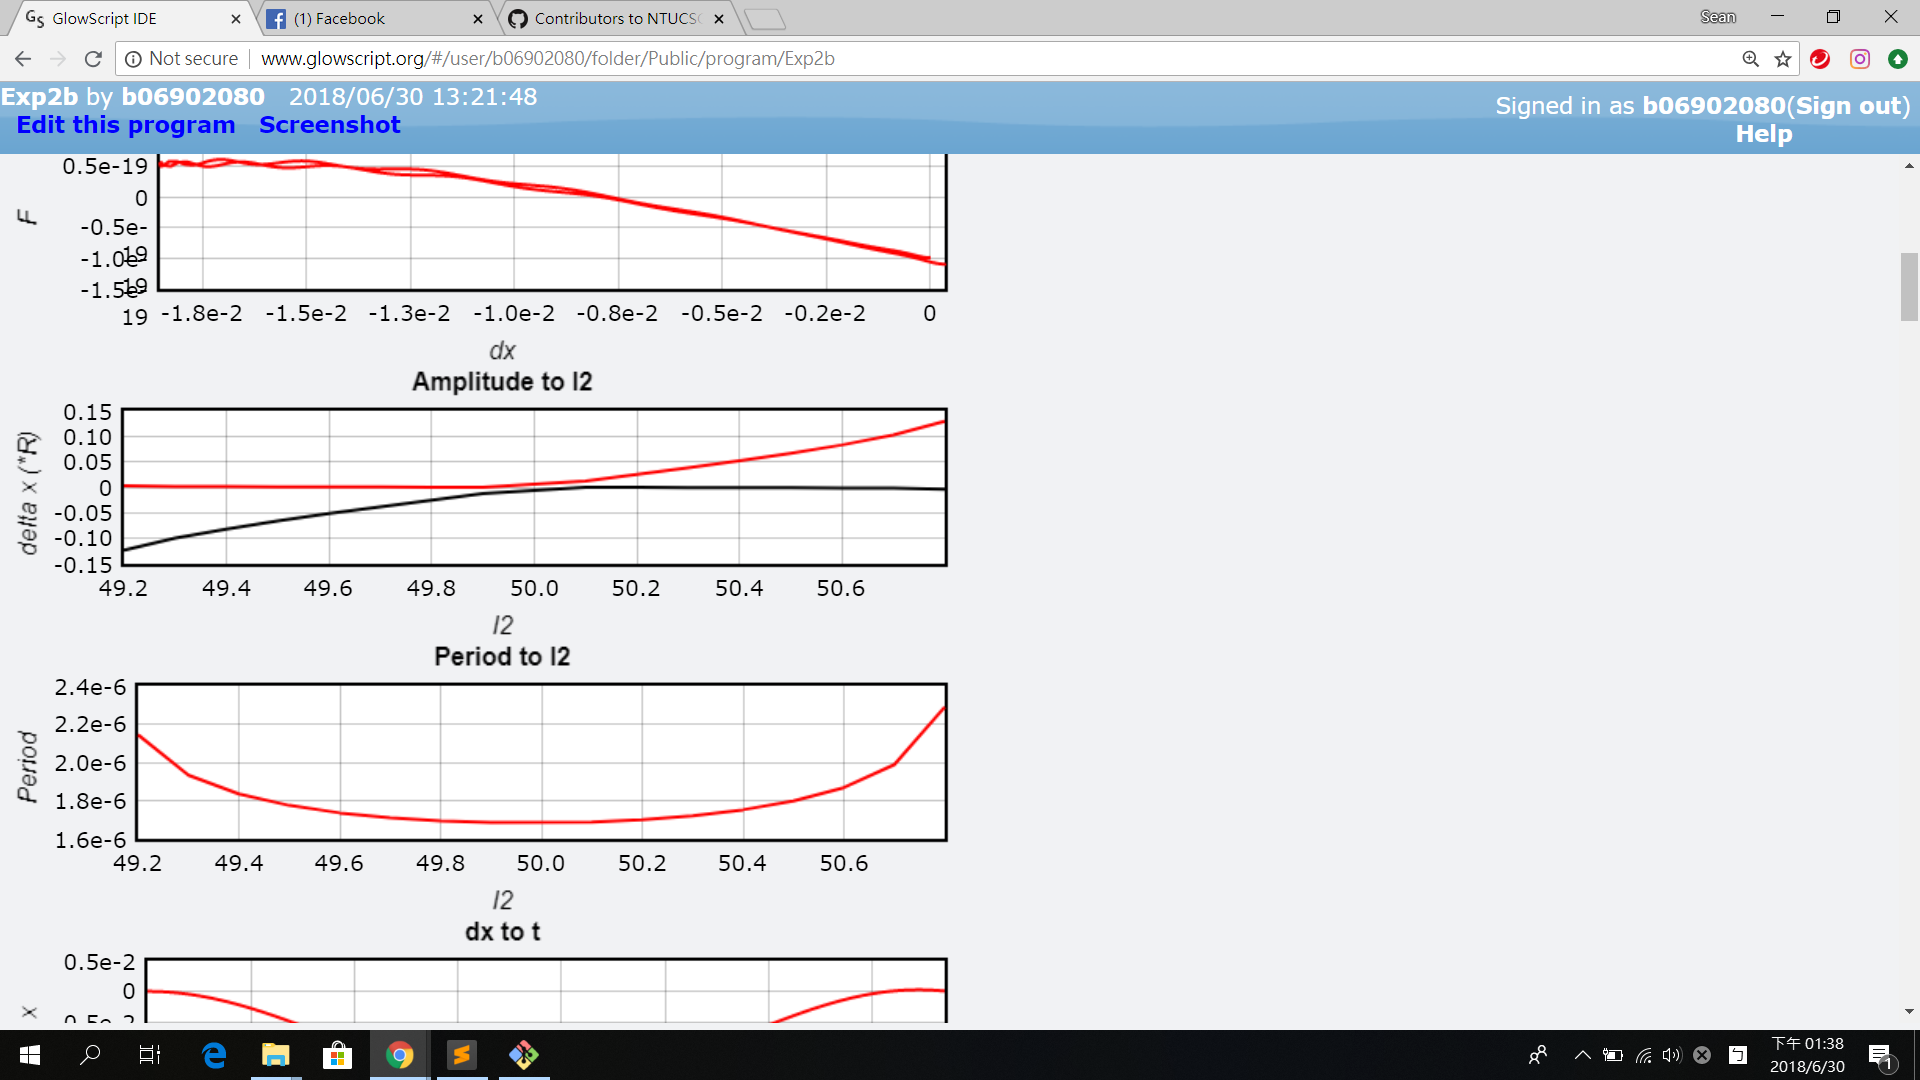 GlowScript IDE
(1) Facebook
Contributors to NTUCS
Sean
Not secure
www.glowscript.org/#/user/b06902080/folder/Public/program/Exp2b
Exp2b by b06902080 2018/06/30 13:21:48
Signed in as b06902080(Sign out)
Edit this program Screenshot
Help
0.5e-19
0
-0.5e-19
-1.0e-19
-1.5e-19
F
-1.8e-2 -1.5e-2 -1.3e-2 -1.0e-2 -0.8e-2 -0.5e-2 -0.2e-2 0
dx
Amplitude to I2
0.15
0.10
0.05
0
-0.05
-0.10
-0.15
delta x (*R)
49.2 49.4 49.6 49.8 50.0 50.2 50.4 50.6
I2
Period to I2
2.4e-6
2.2e-6
2.0e-6
1.8e-6
1.6e-6
Period
49.2 49.4 49.6 49.8 50.0 50.2 50.4 50.6
I2
dx to t
0.5e-2
0
x
下午 01:38
2018/6/30
1